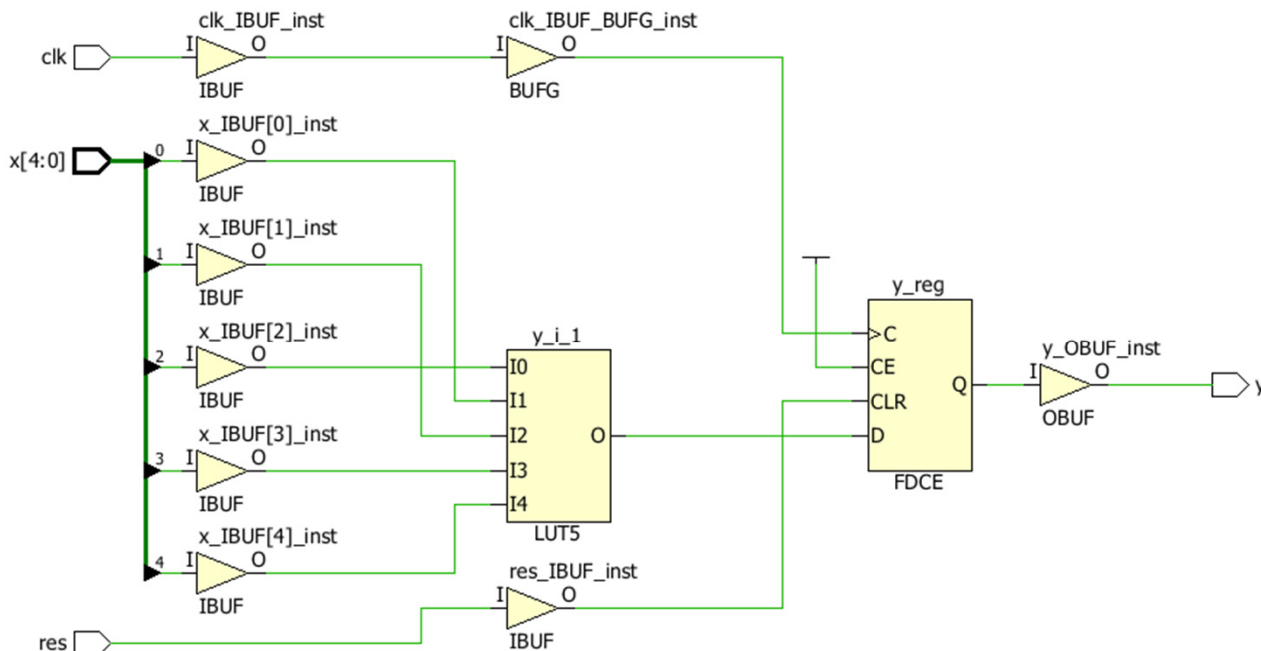 clk_IBUF_inst
clk_IBUF_BUFG_inst
clk
I
O
I
O
IBUF
BUFG
x_IBUF[0]_inst
x[4:0]
0
I
O
IBUF
x_IBUF[1]_inst
1
I
O
IBUF
y_reg
x_IBUF[2]_inst
y_i_1
C
y_OBUF_inst
2
I
O
I0
CE
I
O
Q
y
IBUF
I1
CLR
OBUF
x_IBUF[3]_inst
I2
O
D
3
I
O
I3
FDCE
IBUF
I4
x_IBUF[4]_inst
LUT5
4
I
O
res_IBUF_inst
IBUF
I
O
res
IBUF